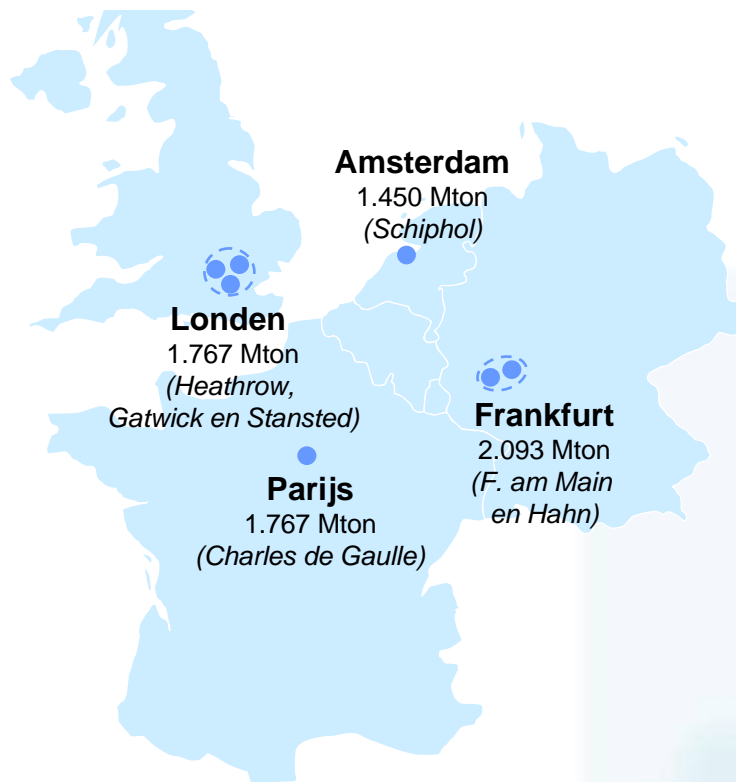 Amsterdam
1.450 Mton
(Schiphol)
Londen
1.767 Mton
(Heathrow,
Gatwick en Stansted)
Frankfurt
2.093 Mton
(F. am Main
en Hahn)
Parijs
1.767 Mton
(Charles de Gaulle)